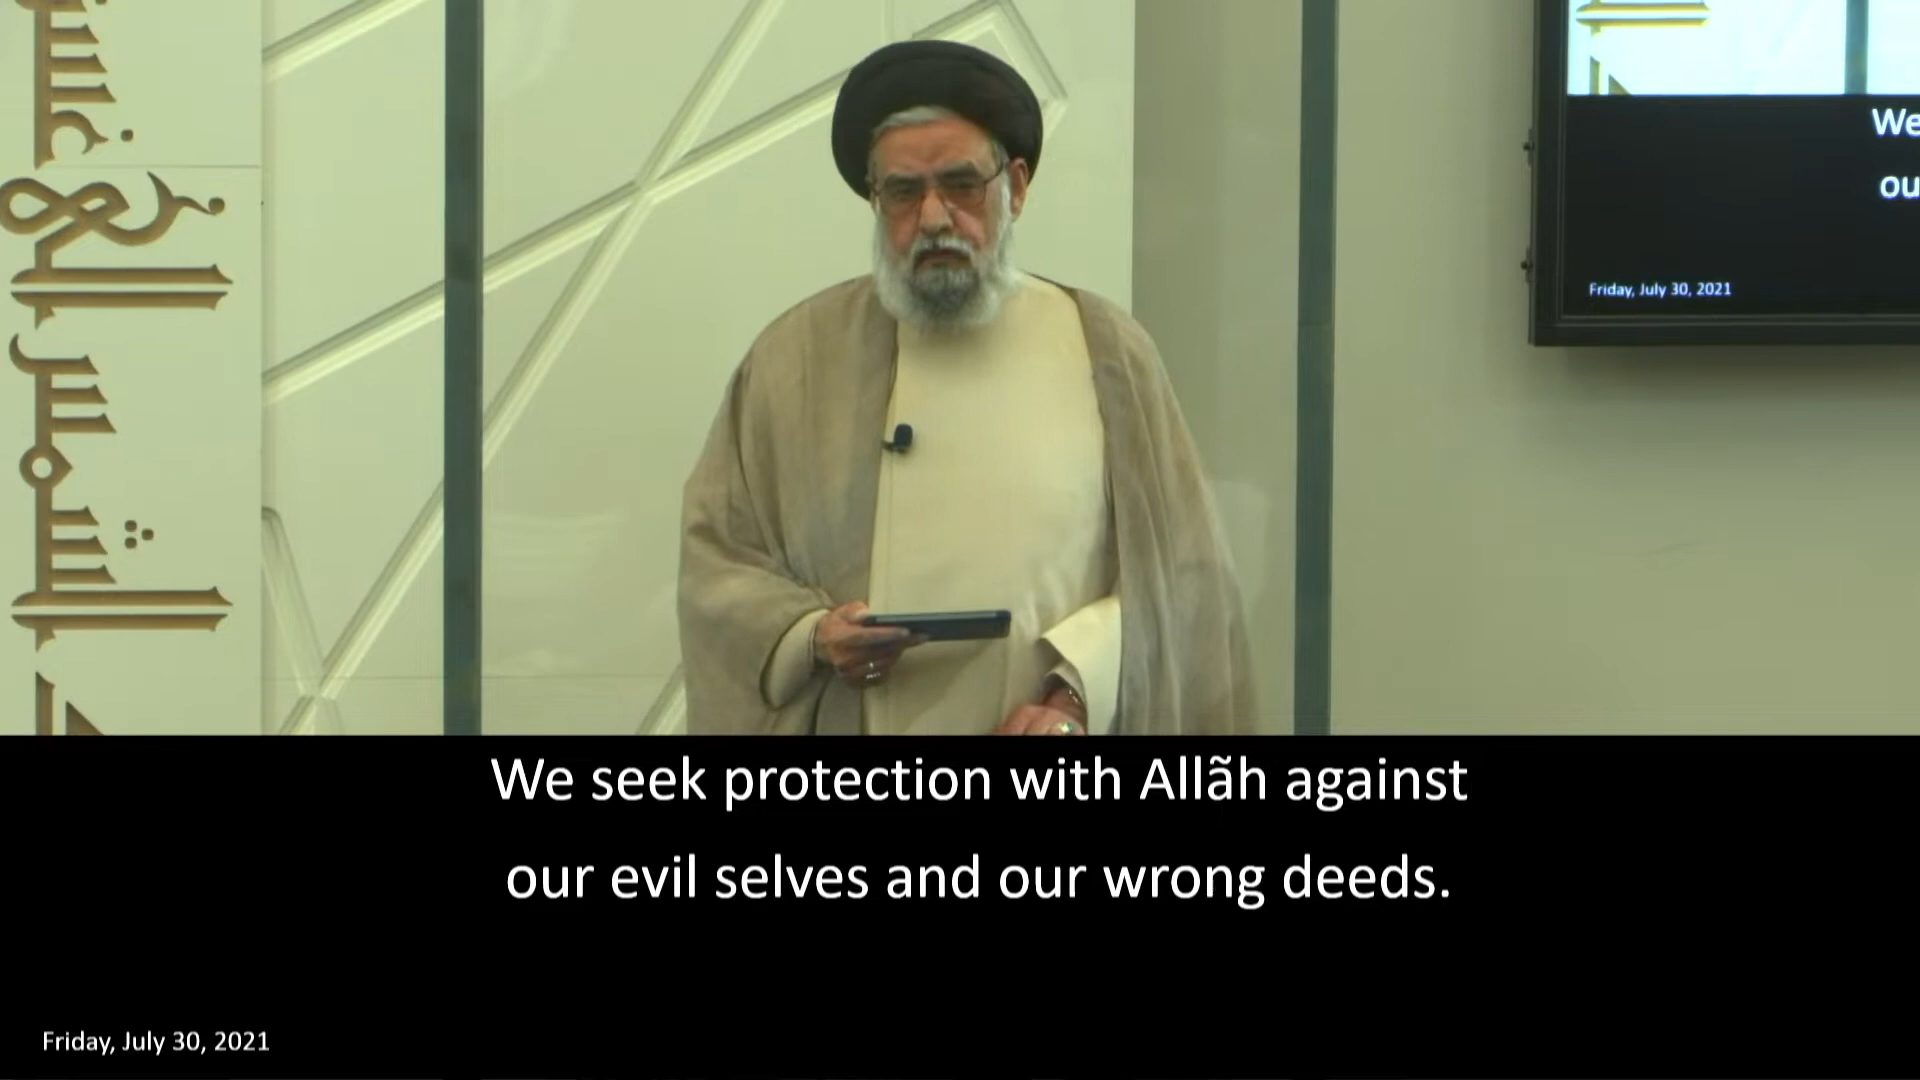 الشمس
We
ou
Friday, July 30, 2021
We seek protection with Allãh against
our evil selves and our wrong deeds.
Friday, July 30, 2021